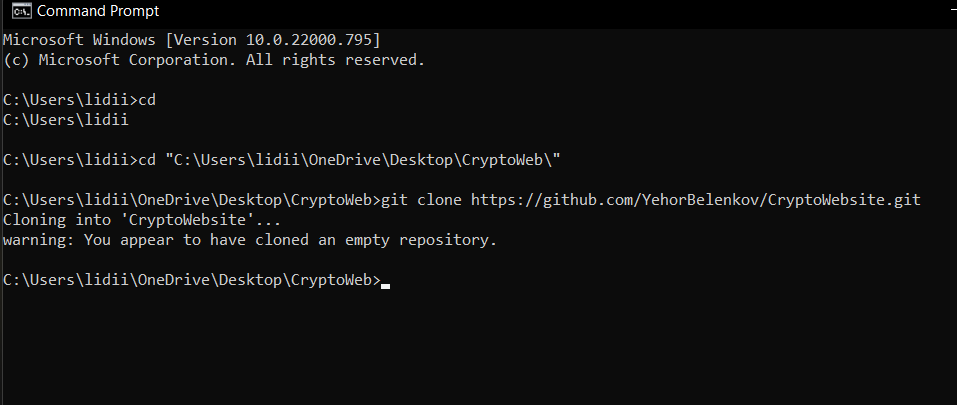 Command Prompt
Microsoft Windows [Version 10.0.22000.795]
(c) Microsoft Corporation. All rights reserved.
C:\Users\lidii>cd
C:\Users\lidii
C:\Users\lidii>cd "C:\Users\lidii\OneDrive\Desktop\CryptoWeb\"
C:\Users\lidii\OneDrive\Desktop\CryptoWeb>git clone https://github.com/YehorBelenkov/CryptoWebsite.git
Cloning into 'CryptoWebsite'...
warning: You appear to have cloned an empty repository.
C:\Users\lidii\OneDrive\Desktop\CryptoWeb>